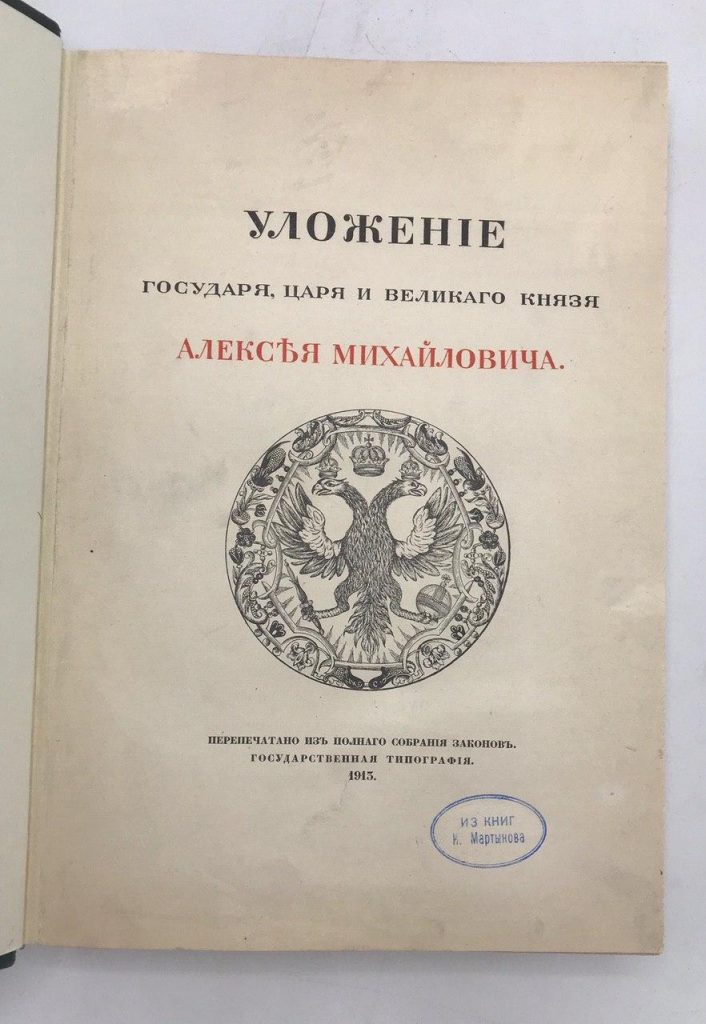 УЛОЖЕНІЕ
ГОСУДАРЯ, ЦАРЯ И ВЕЛИКАГО КНЯЗЯ
АЛЕКСѢЯ МИХАЙЛОВИЧА.
ПЕРЕПЕЧАТАНО ИЗЪ ПОЛНАГО СОБРАНІЯ ЗАКОНОВЪ.
ГОСУДАРСТВЕННАЯ ТИПОГРАФІЯ.
1913.
ИЗ КНИГ
К. Мартынова